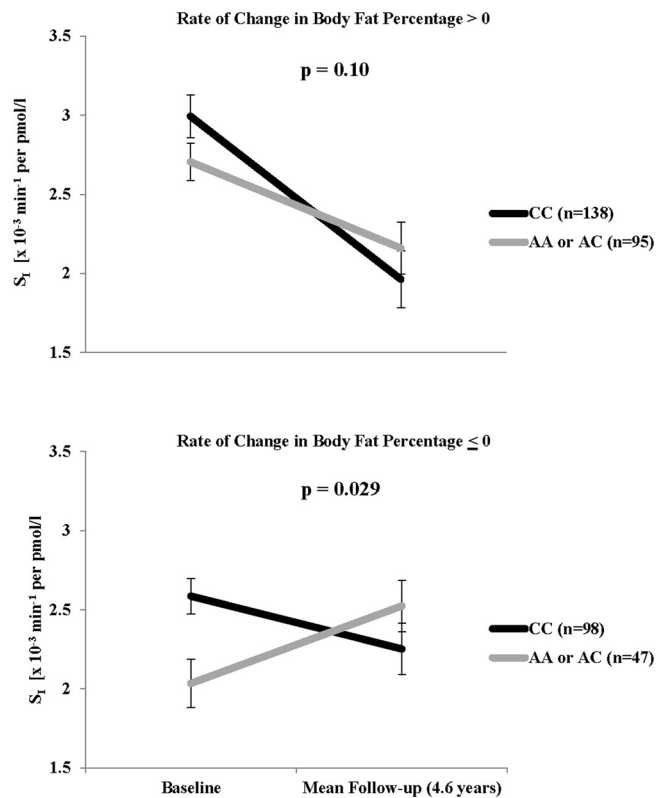 Rate of Change in Body Fat Percentage > 0
p = 0.10
3.5
3
2.5
2
1.5
S_I [x 10⁻³ min⁻¹ per pmol/l
CC (n=138)
AA or AC (n=95)
Rate of Change in Body Fat Percentage ≤ 0
p = 0.029
3.5
3
2.5
2
1.5
S_I [x 10⁻³ min⁻¹ per pmol/l
CC (n=98)
AA or AC (n=47)
Baseline
Mean Follow-up (4.6 years)